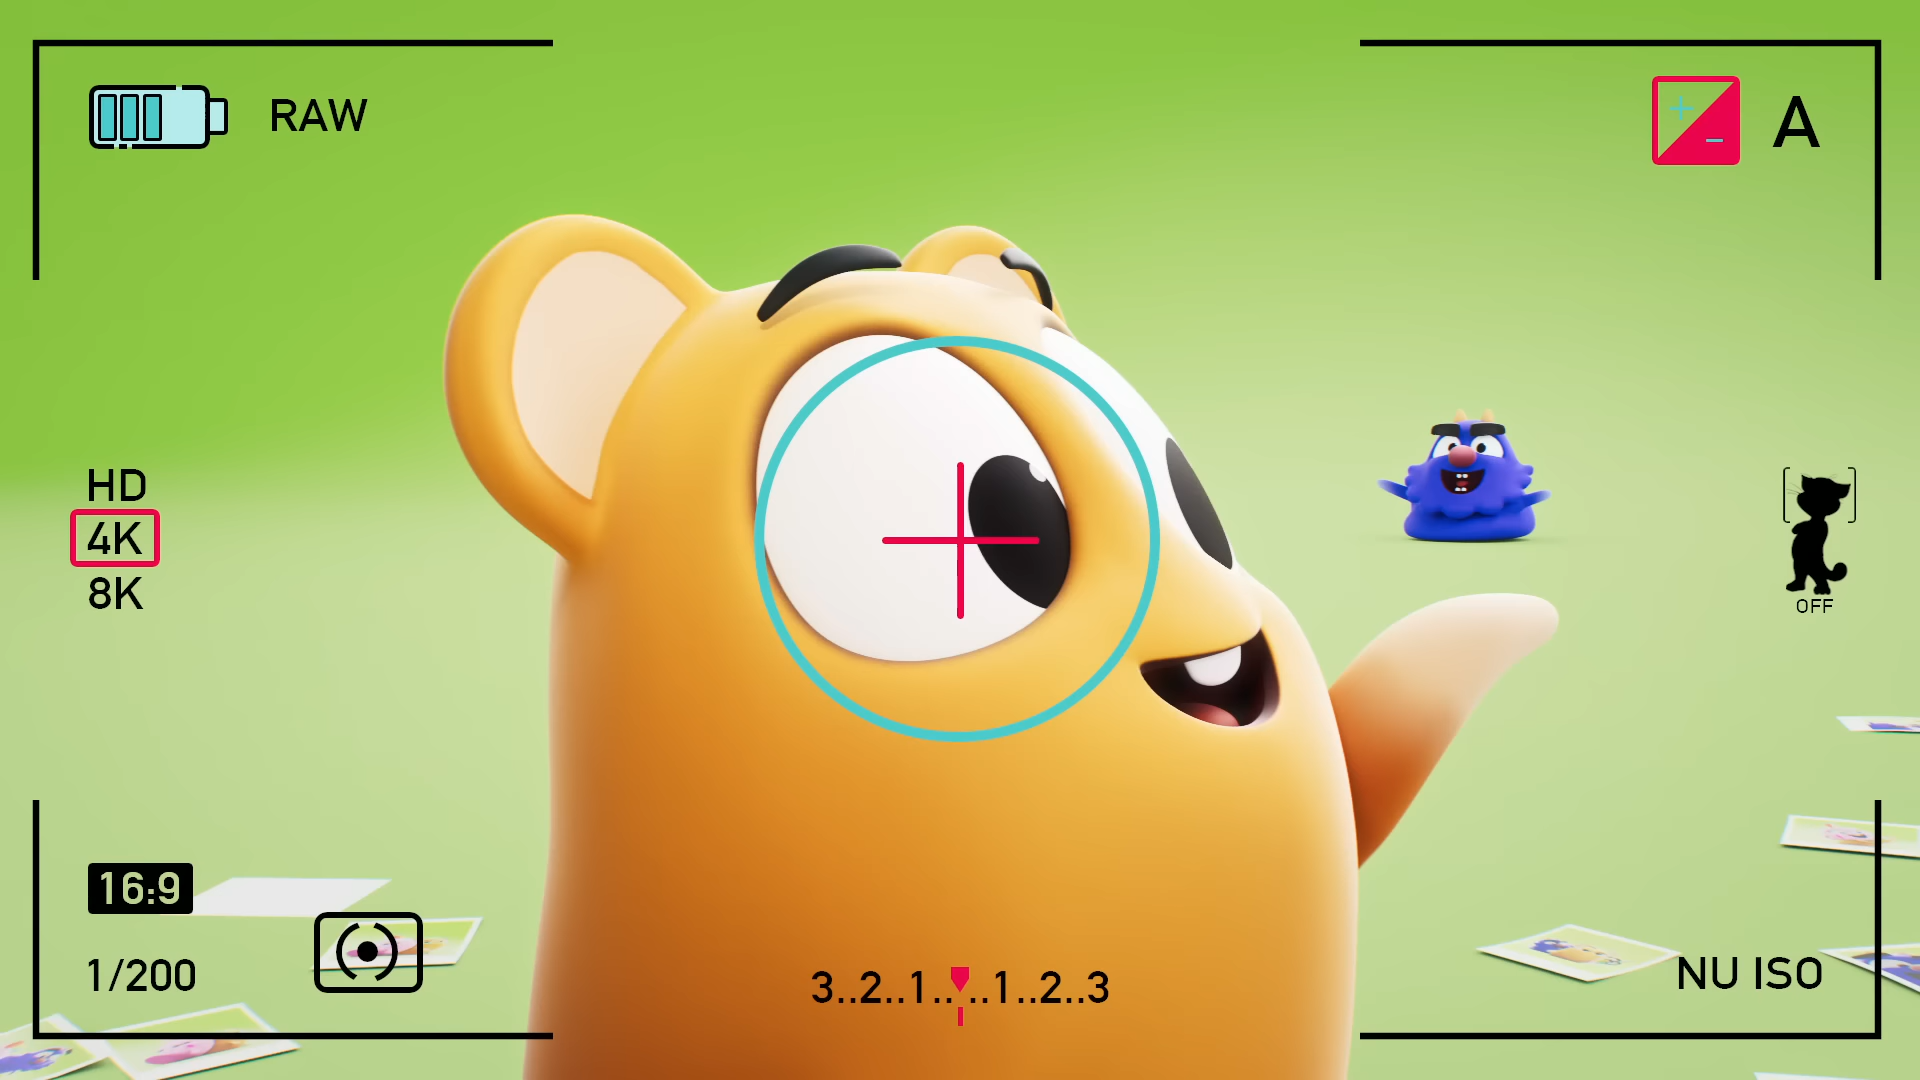 RAW
A
HD
4K
8K
OFF
16:9
1/200
3..2..1..
..1..2..3
NU ISO